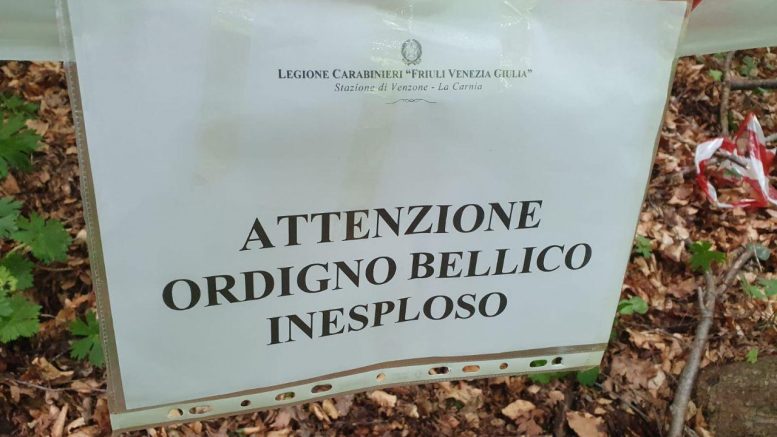 LEGIONE CARABINIERI “FRIULI VENEZIA GIULIA”
Stazione di Venzone - La Carnia
ATTENZIONE
ORDIGNO BELLICO
INESPLOSO